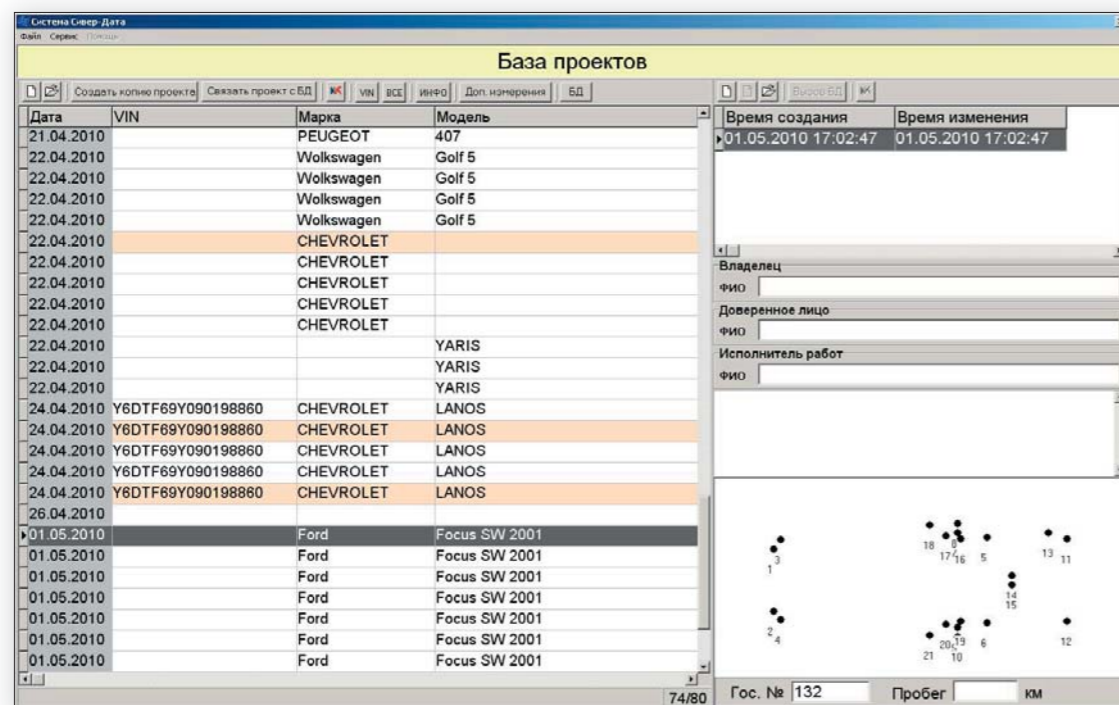 Система Сивер-Дата
Файл Сервис Помощь
База проектов
Создать копию проекта Связать проект с БД VIN ВСЕ ИНФО Доп. измерения БД
Вызов БД
Дата VIN Марка Модель
21.04.2010 PEUGEOT 407
22.04.2010 Wolkswagen Golf 5
22.04.2010 Wolkswagen Golf 5
22.04.2010 Wolkswagen Golf 5
22.04.2010 Wolkswagen Golf 5
22.04.2010 CHEVROLET
22.04.2010 CHEVROLET
22.04.2010 CHEVROLET
22.04.2010 CHEVROLET
22.04.2010 CHEVROLET
22.04.2010 YARIS
22.04.2010 YARIS
22.04.2010 YARIS
24.04.2010 Y6DTF69Y090198860 CHEVROLET LANOS
24.04.2010 Y6DTF69Y090198860 CHEVROLET LANOS
24.04.2010 Y6DTF69Y090198860 CHEVROLET LANOS
24.04.2010 Y6DTF69Y090198860 CHEVROLET LANOS
24.04.2010 Y6DTF69Y090198860 CHEVROLET LANOS
26.04.2010
01.05.2010 Ford Focus SW 2001
01.05.2010 Ford Focus SW 2001
01.05.2010 Ford Focus SW 2001
01.05.2010 Ford Focus SW 2001
01.05.2010 Ford Focus SW 2001
01.05.2010 Ford Focus SW 2001
01.05.2010 Ford Focus SW 2001
74/80
Время создания Время изменения
01.05.2010 17:02:47 01.05.2010 17:02:47
Владелец
ФИО
Доверенное лицо
ФИО
Исполнитель работ
ФИО
18 17 16 5 13 11
3
1
14
15
2 4
20 19 6 12
21 10
Гос. № 132 Пробег км